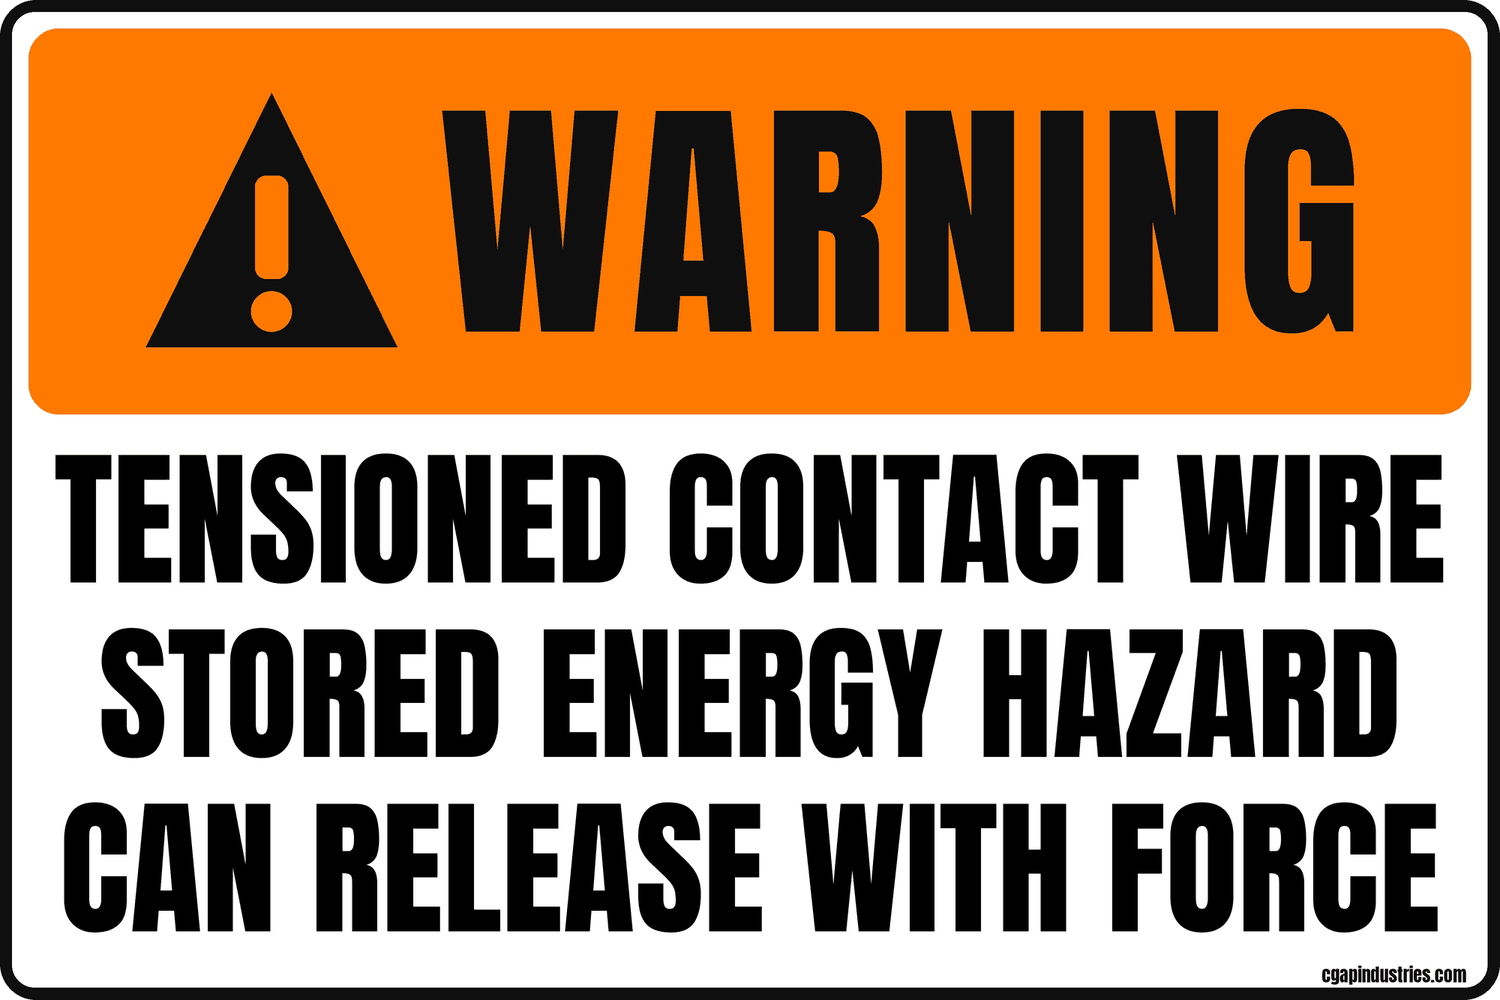 WARNING
TENSIONED CONTACT WIRE
STORED ENERGY HAZARD
CAN RELEASE WITH FORCE
cgapindustries.com